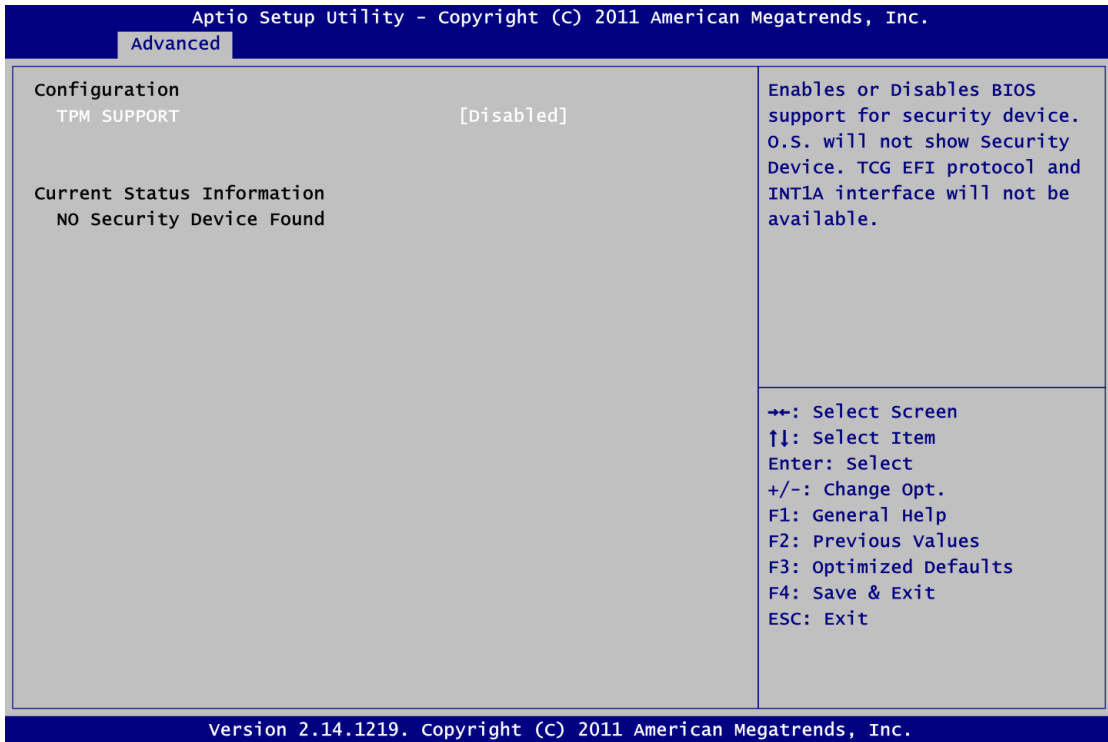 Aptio Setup Utility - Copyright (C) 2011 American Megatrends, Inc.
Advanced
Configuration
TPM SUPPORT [Disabled]
Current Status Information
NO Security Device Found
Enables or Disables BIOS
support for security device.
O.S. will not show Security
Device. TCG EFI protocol and
INT1A interface will not be
available.
→←: Select Screen
↑↓: Select Item
Enter: Select
+/-: Change Opt.
F1: General Help
F2: Previous Values
F3: Optimized Defaults
F4: Save & Exit
ESC: Exit
Version 2.14.1219. Copyright (C) 2011 American Megatrends, Inc.